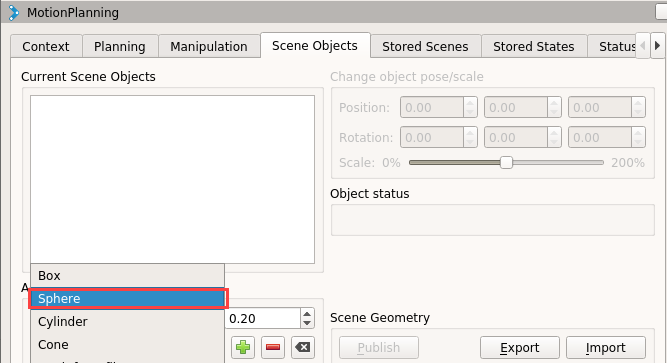 MotionPlanning
Context Planning Manipulation Scene Objects Stored Scenes Stored States Status
Current Scene Objects
Change object pose/scale
Position: 0.00 0.00 0.00
Rotation: 0.00 0.00 0.00
Scale: 0% 200%
Object status
Box
Sphere
Cylinder
Cone
0.20
Scene Geometry
Publish Export Import